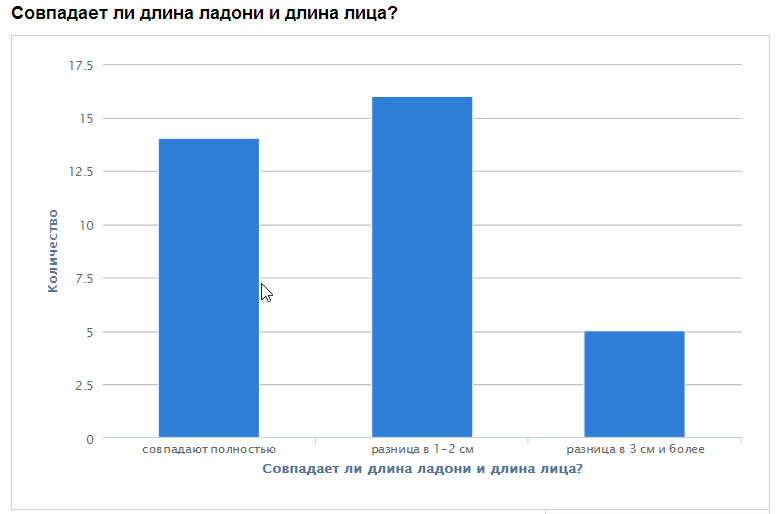 Совпадает ли длина ладони и длина лица?
17.5
15
12.5
10
7.5
5
2.5
0
Количество
совпадают полностью
разница в 1-2 см
разница в 3 см и более
Совпадает ли длина ладони и длина лица?